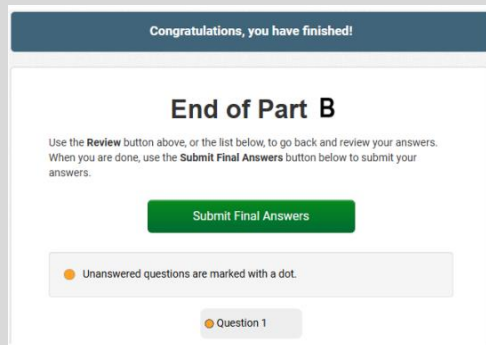 Congratulations, you have finished!
End of Part B
Use the Review button above, or the list below, to go back and review your answers.
When you are done, use the Submit Final Answers button below to submit your
answers.
Submit Final Answers
Unanswered questions are marked with a dot.
Question 1